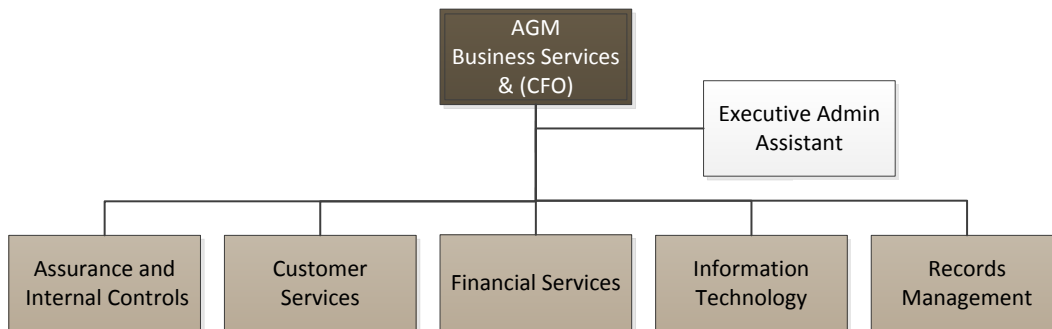 AGM
Business Services
& (CFO)
Executive Admin
Assistant
Assurance and
Internal Controls
Customer
Services
Financial Services
Information
Technology
Records
Management